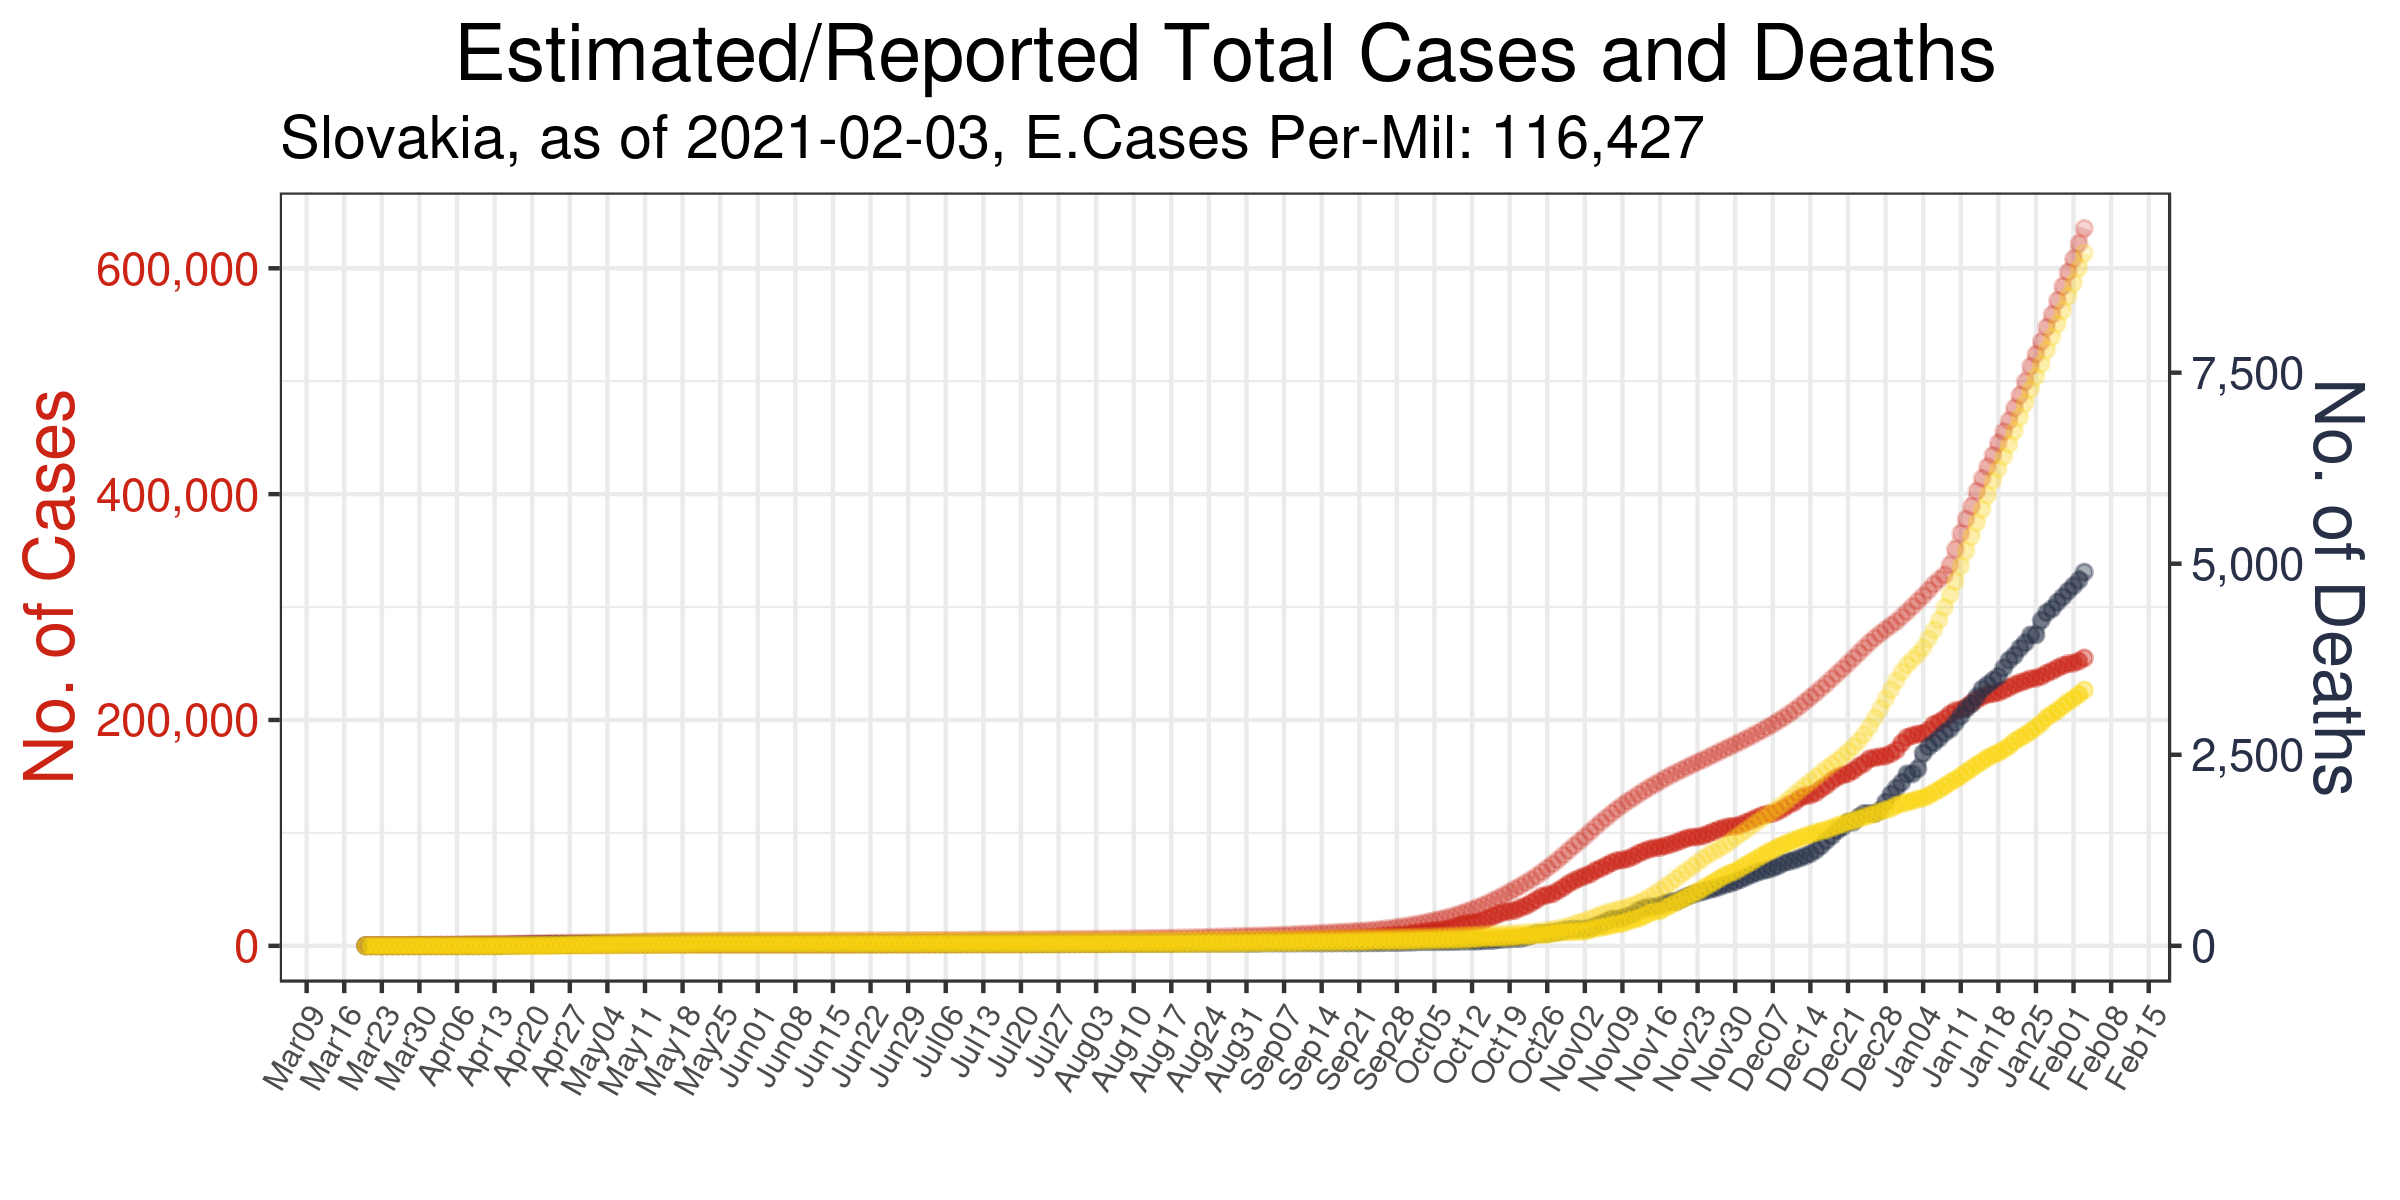 Estimated/Reported Total Cases and Deaths
Slovakia, as of 2021-02-03, E.Cases Per-Mil: 116,427
No. of Cases
600,000
400,000
200,000
0
7,500
5,000
2,500
0
No. of Deaths
Mar09
Mar16
Mar23
Mar30
Apr06
Apr13
Apr20
Apr27
May04
May11
May18
May25
Jun01
Jun08
Jun15
Jun22
Jun29
Jul06
Jul13
Jul20
Jul27
Aug03
Aug10
Aug17
Aug24
Aug31
Sep07
Sep14
Sep21
Sep28
Oct05
Oct12
Oct19
Oct26
Nov02
Nov09
Nov16
Nov23
Nov30
Dec07
Dec14
Dec21
Dec28
Jan04
Jan11
Jan18
Jan25
Feb01
Feb08
Feb15